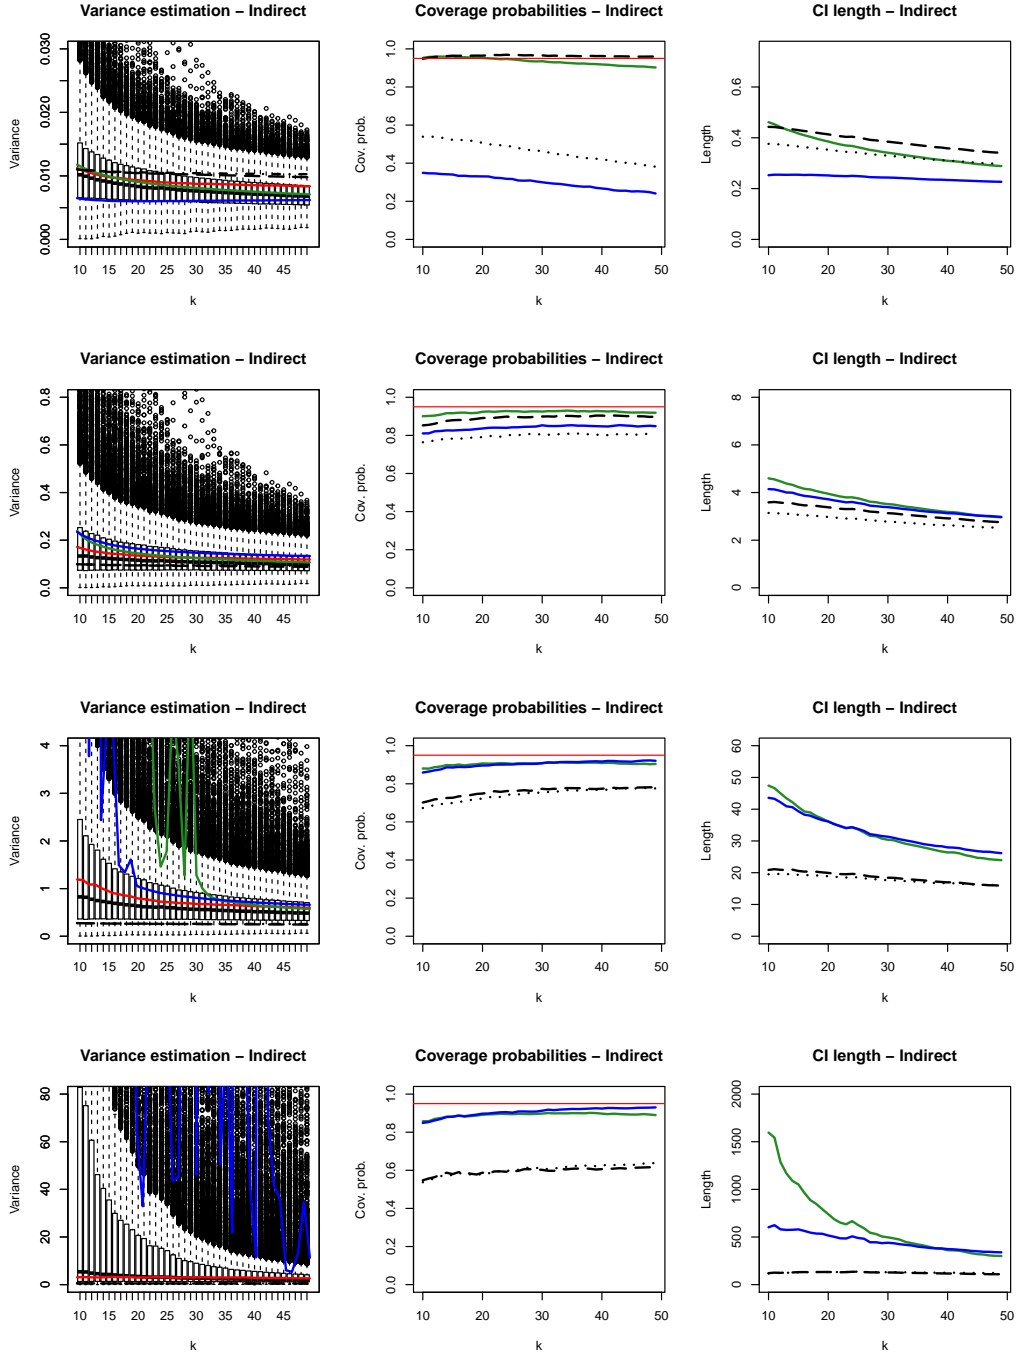 Variance estimation – Indirect
Coverage probabilities – Indirect
CI length – Indirect
Variance
0.000 0.010 0.020 0.030
10 15 20 25 30 35 40 45
k
Cov. prob.
0.0 0.2 0.4 0.6 0.8 1.0
10 20 30 40 50
k
Length
0.0 0.2 0.4 0.6
10 20 30 40 50
k
Variance estimation – Indirect
Coverage probabilities – Indirect
CI length – Indirect
Variance
0.0 0.2 0.4 0.6 0.8
10 15 20 25 30 35 40 45
k
Cov. prob.
0.0 0.2 0.4 0.6 0.8 1.0
10 20 30 40 50
k
Length
0 2 4 6 8
10 20 30 40 50
k
Variance estimation – Indirect
Coverage probabilities – Indirect
CI length – Indirect
Variance
0 1 2 3 4
10 15 20 25 30 35 40 45
k
Cov. prob.
0.0 0.2 0.4 0.6 0.8 1.0
10 20 30 40 50
k
Length
0 10 20 30 40 50 60
10 20 30 40 50
k
Variance estimation – Indirect
Coverage probabilities – Indirect
CI length – Indirect
Variance
0 20 40 60 80
10 15 20 25 30 35 40 45
k
Cov. prob.
0.0 0.2 0.4 0.6 0.8 1.0
10 20 30 40 50
k
Length
0 500 1000 1500 2000
10 20 30 40 50
k